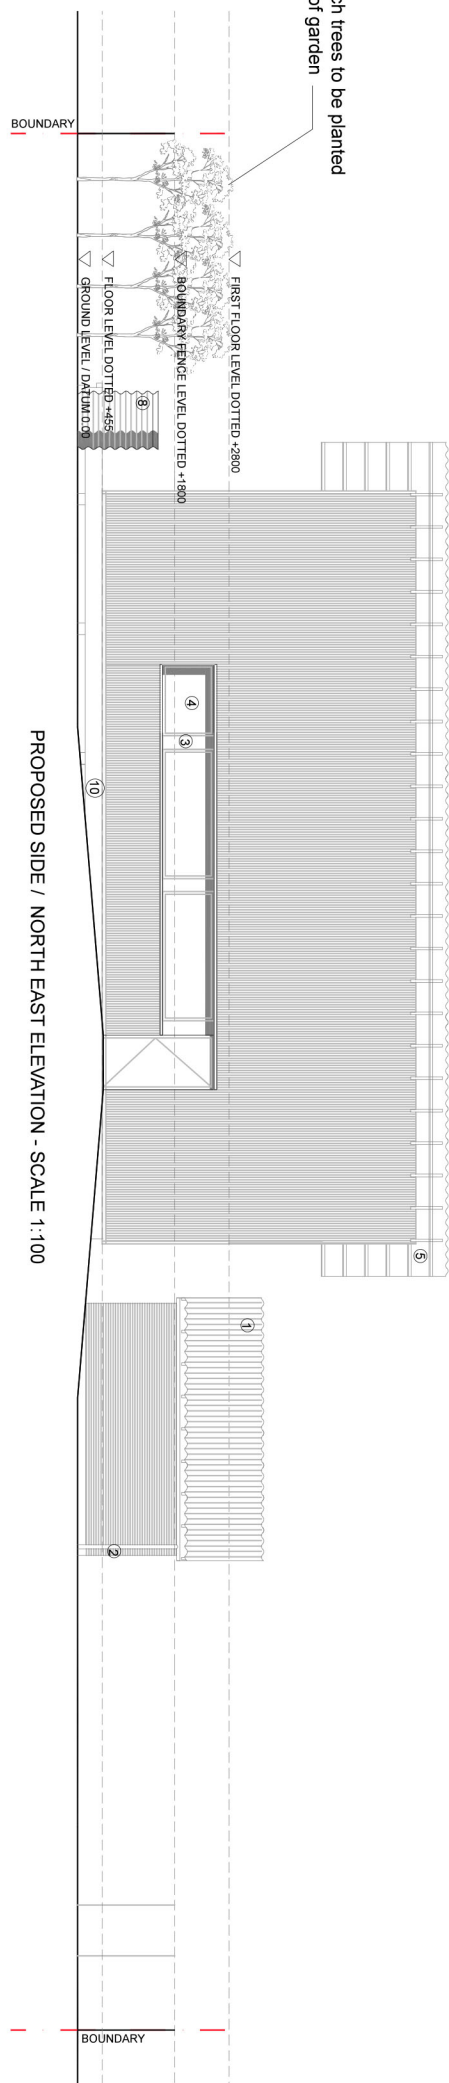 ch trees to be planted
of garden
BOUNDARY
FIRST FLOOR LEVEL DOTTED +2800
BOUNDARY FENCE LEVEL DOTTED +1800
FLOOR LEVEL DOTTED +455
GROUND LEVEL / DATUM 0.00
8
4
3
10
5
1
2
PROPOSED SIDE / NORTH EAST ELEVATION - SCALE 1:100
BOUNDARY